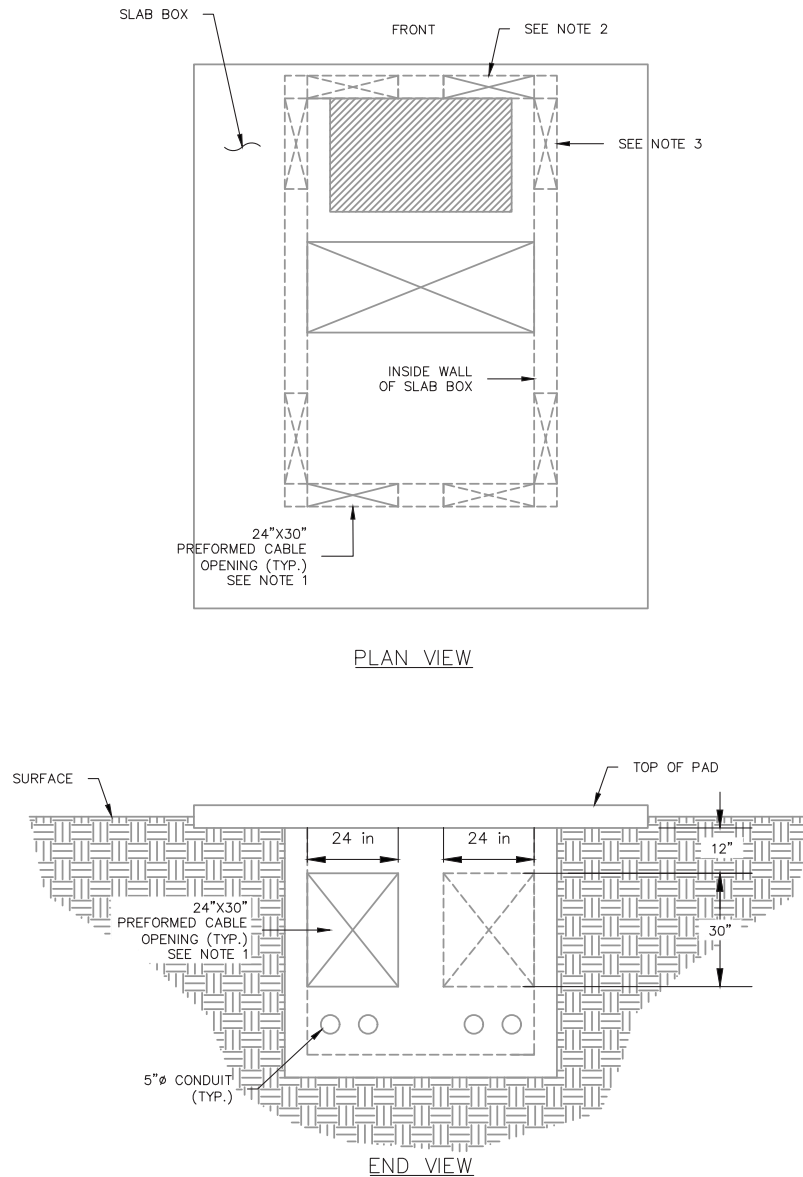 SLAB BOX
FRONT
SEE NOTE 2
SEE NOTE 3
INSIDE WALL
OF SLAB BOX
24"X30"
PREFORMED CABLE
OPENING (TYP.)
SEE NOTE 1
PLAN VIEW
SURFACE
TOP OF PAD
24 in
24 in
12"
24"X30"
PREFORMED CABLE
OPENING (TYP.)
SEE NOTE 1
30"
5"ø CONDUIT
(TYP.)
END VIEW